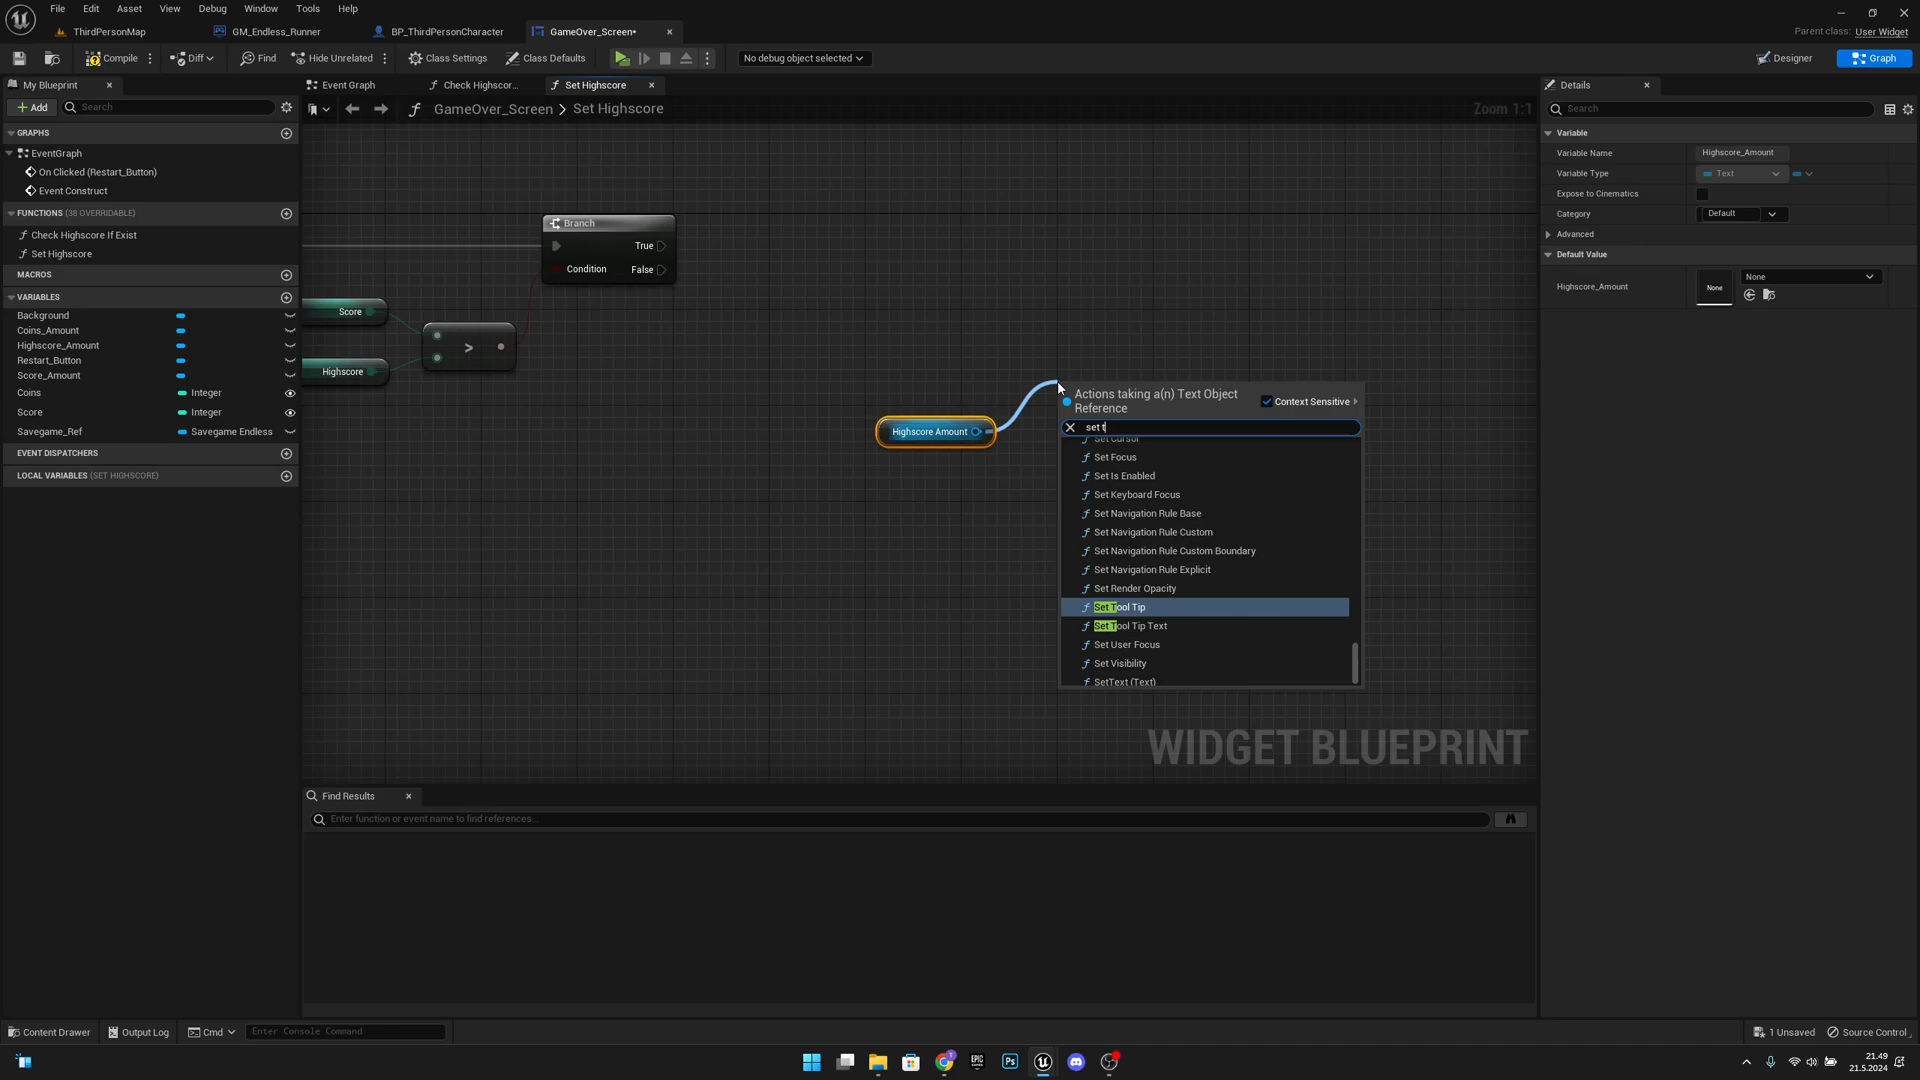 File Edit Asset View Debug Window Tools Help
ThirdPersonMap GM_Endless_Runner BP_ThirdPersonCharacter GameOver_Screen•
Parent class: User Widget
Compile Diff Find Hide Unrelated Class Settings Class Defaults No debug object selected Designer Graph
My Blueprint Event Graph Check Highscor... Set Highscore Details
Add Search GameOver_Screen > Set Highscore Zoom 1:1 Search
GRAPHS
EventGraph
On Clicked (Restart_Button)
Event Construct
FUNCTIONS (38 OVERRIDABLE)
Check Highscore If Exist
Set Highscore
MACROS
VARIABLES
Background
Coins_Amount
Highscore_Amount
Restart_Button
Score_Amount
Coins Integer
Score Integer
Savegame_Ref Savegame Endless
EVENT DISPATCHERS
LOCAL VARIABLES (SET HIGHSCORE)
Branch
True
Condition False
Score
>
Highscore
Highscore Amount
Actions taking a(n) Text Object
Reference
Context Sensitive
set t
Set Cursor
Set Focus
Set Is Enabled
Set Keyboard Focus
Set Navigation Rule Base
Set Navigation Rule Custom
Set Navigation Rule Custom Boundary
Set Navigation Rule Explicit
Set Render Opacity
Set Tool Tip
Set Tool Tip Text
Set User Focus
Set Visibility
SetText (Text)
WIDGET BLUEPRINT
Variable
Variable Name Highscore_Amount
Variable Type Text
Expose to Cinematics
Category Default
Advanced
Default Value
Highscore_Amount None None
Find Results
Enter function or event name to find references...
Content Drawer Output Log Cmd Enter Console Command 1 Unsaved Source Control
EPIC
Ps
21.49
21.5.2024